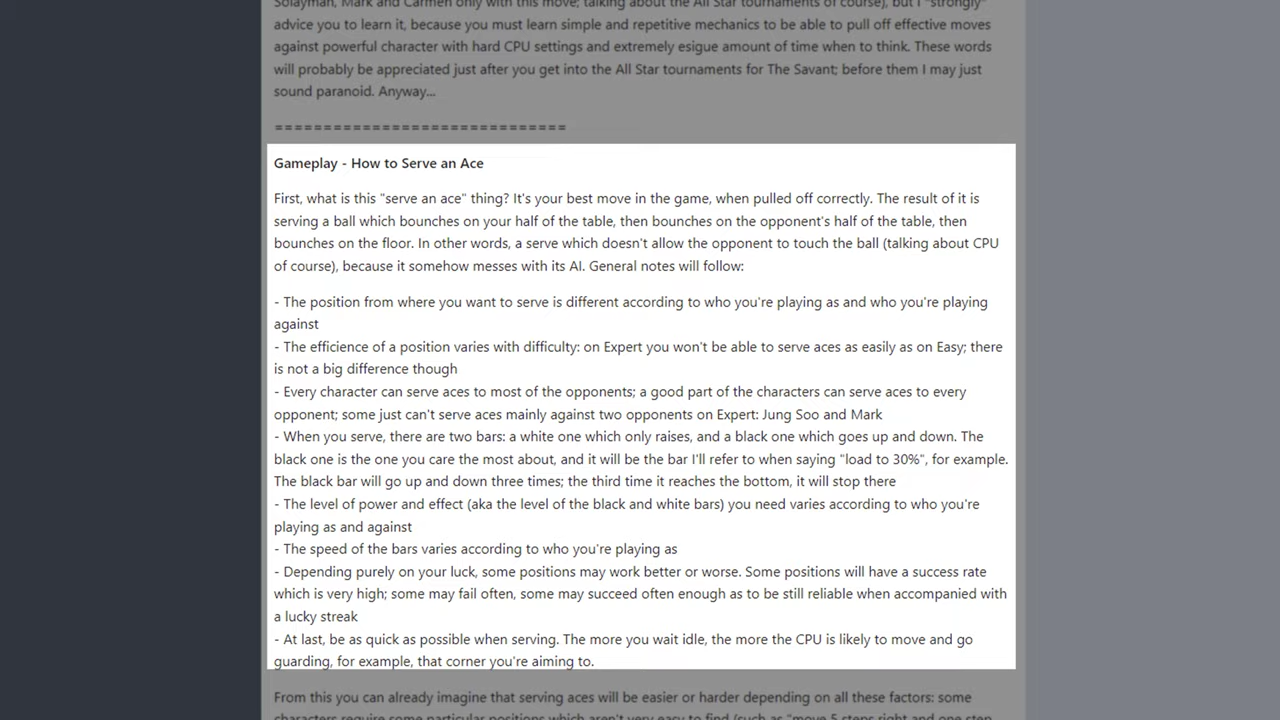 Solayman, Mark and Carmen only with this move; talking about the All Star tournaments of course), but I "strongly"
advice you to learn it, because you must learn simple and repetitive mechanics to be able to pull off effective moves
against powerful character with hard CPU settings and extremely esigue amount of time when to think. These words
will probably be appreciated just after you get into the All Star tournaments for The Savant; before them I may just
sound paranoid. Anyway...
==============================
Gameplay - How to Serve an Ace
First, what is this "serve an ace" thing? It's your best move in the game, when pulled off correctly. The result of it is
serving a ball which bounches on your half of the table, then bounches on the opponent's half of the table, then
bounches on the floor. In other words, a serve which doesn't allow the opponent to touch the ball (talking about CPU
of course), because it somehow messes with its AI. General notes will follow:
- The position from where you want to serve is different according to who you're playing as and who you're playing
against
- The efficience of a position varies with difficulty: on Expert you won't be able to serve aces as easily as on Easy; there
is not a big difference though
- Every character can serve aces to most of the opponents; a good part of the characters can serve aces to every
opponent; some just can't serve aces mainly against two opponents on Expert: Jung Soo and Mark
- When you serve, there are two bars: a white one which only raises, and a black one which goes up and down. The
black one is the one you care the most about, and it will be the bar I'll refer to when saying "load to 30%", for example.
The black bar will go up and down three times; the third time it reaches the bottom, it will stop there
- The level of power and effect (aka the level of the black and white bars) you need varies according to who you're
playing as and against
- The speed of the bars varies according to who you're playing as
- Depending purely on your luck, some positions may work better or worse. Some positions will have a success rate
which is very high; some may fail often, some may succeed often enough as to be still reliable when accompanied with
a lucky streak
- At last, be as quick as possible when serving. The more you wait idle, the more the CPU is likely to move and go
guarding, for example, that corner you're aiming to.
From this you can already imagine that serving aces will be easier or harder depending on all these factors: some
characters require some particular positions which aren't very easy to find (such as "move 5 steps right and one step